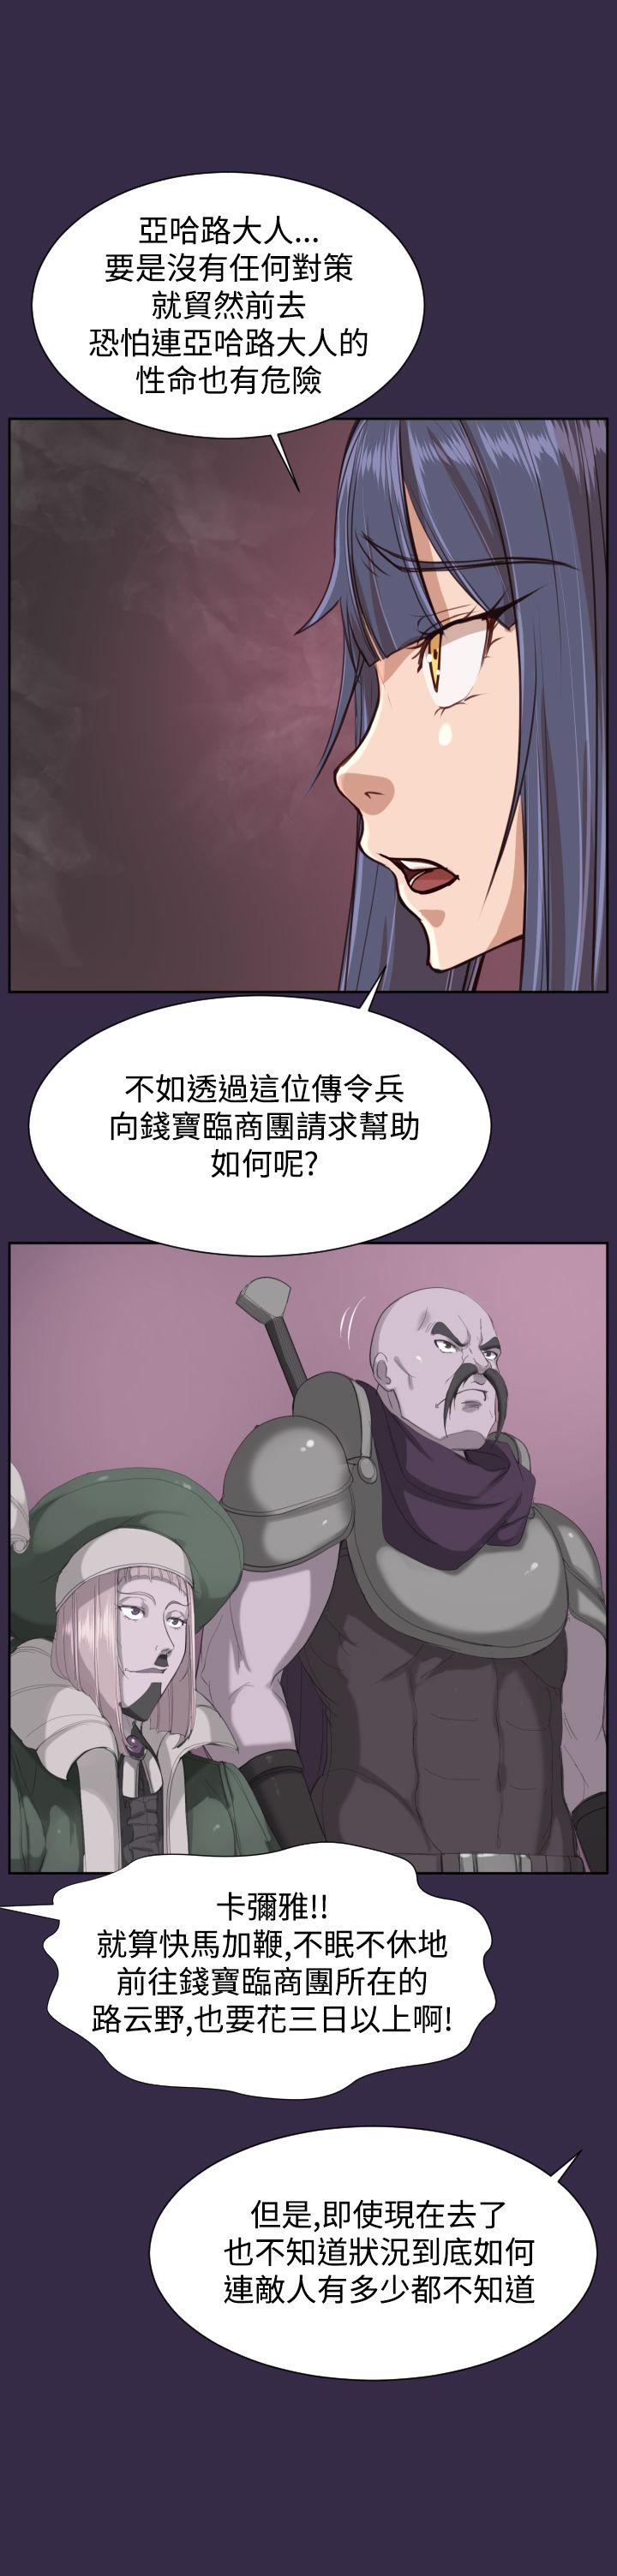 亞哈路大人...
要是沒有任何對策
就貿然前去
恐怕連亞哈路大人的
性命也有危險
不如透過這位傳令兵
向錢寶臨商團請求幫助
如何呢?
卡彌雅!!
就算快馬加鞭,不眠不休地
前往錢寶臨商團所在的
路云野,也要花三日以上啊!
但是,即使現在去了
也不知道狀況到底如何
連敵人有多少都不知道